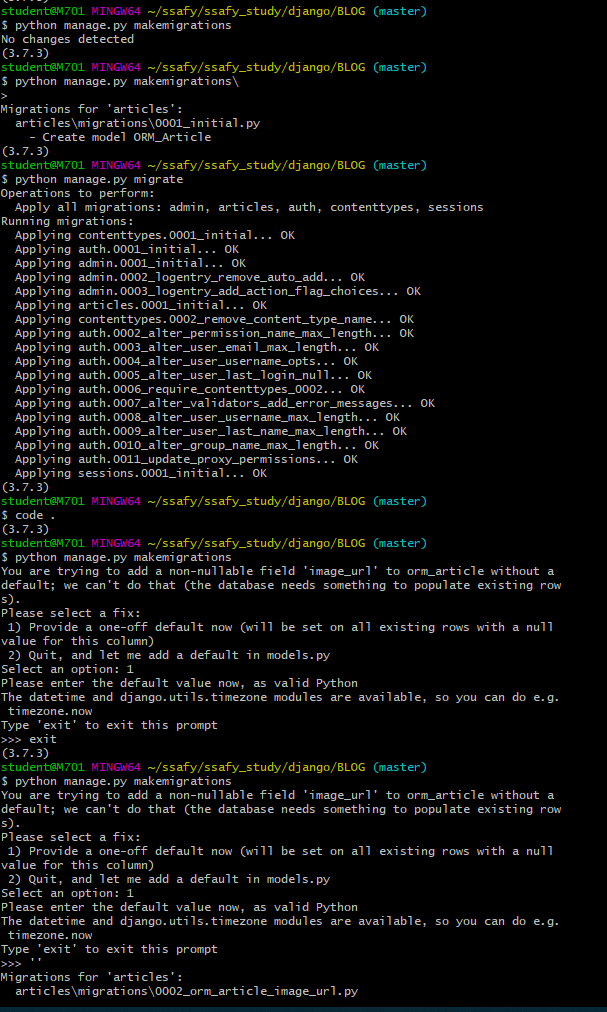 (3.7.3)
student@M701 MINGW64 ~/ssafy/ssafy_study/django/BLOG (master)
$ python manage.py makemigrations
No changes detected
(3.7.3)
student@M701 MINGW64 ~/ssafy/ssafy_study/django/BLOG (master)
$ python manage.py makemigrations\
>
Migrations for 'articles':
  articles\migrations\0001_initial.py
    - Create model ORM_Article
(3.7.3)
student@M701 MINGW64 ~/ssafy/ssafy_study/django/BLOG (master)
$ python manage.py migrate
Operations to perform:
  Apply all migrations: admin, articles, auth, contenttypes, sessions
Running migrations:
  Applying contenttypes.0001_initial... OK
  Applying auth.0001_initial... OK
  Applying admin.0001_initial... OK
  Applying admin.0002_logentry_remove_auto_add... OK
  Applying admin.0003_logentry_add_action_flag_choices... OK
  Applying articles.0001_initial... OK
  Applying contenttypes.0002_remove_content_type_name... OK
  Applying auth.0002_alter_permission_name_max_length... OK
  Applying auth.0003_alter_user_email_max_length... OK
  Applying auth.0004_alter_user_username_opts... OK
  Applying auth.0005_alter_user_last_login_null... OK
  Applying auth.0006_require_contenttypes_0002... OK
  Applying auth.0007_alter_validators_add_error_messages... OK
  Applying auth.0008_alter_user_username_max_length... OK
  Applying auth.0009_alter_user_last_name_max_length... OK
  Applying auth.0010_alter_group_name_max_length... OK
  Applying auth.0011_update_proxy_permissions... OK
  Applying sessions.0001_initial... OK
(3.7.3)
student@M701 MINGW64 ~/ssafy/ssafy_study/django/BLOG (master)
$ code .
(3.7.3)
student@M701 MINGW64 ~/ssafy/ssafy_study/django/BLOG (master)
$ python manage.py makemigrations
You are trying to add a non-nullable field 'image_url' to orm_article without a
default; we can't do that (the database needs something to populate existing row
s).
Please select a fix:
 1) Provide a one-off default now (will be set on all existing rows with a null
value for this column)
 2) Quit, and let me add a default in models.py
Select an option: 1
Please enter the default value now, as valid Python
The datetime and django.utils.timezone modules are available, so you can do e.g.
 timezone.now
Type 'exit' to exit this prompt
>>> exit
(3.7.3)
student@M701 MINGW64 ~/ssafy/ssafy_study/django/BLOG (master)
$ python manage.py makemigrations
You are trying to add a non-nullable field 'image_url' to orm_article without a
default; we can't do that (the database needs something to populate existing row
s).
Please select a fix:
 1) Provide a one-off default now (will be set on all existing rows with a null
value for this column)
 2) Quit, and let me add a default in models.py
Select an option: 1
Please enter the default value now, as valid Python
The datetime and django.utils.timezone modules are available, so you can do e.g.
 timezone.now
Type 'exit' to exit this prompt
>>> ''
Migrations for 'articles':
  articles\migrations\0002_orm_article_image_url.py